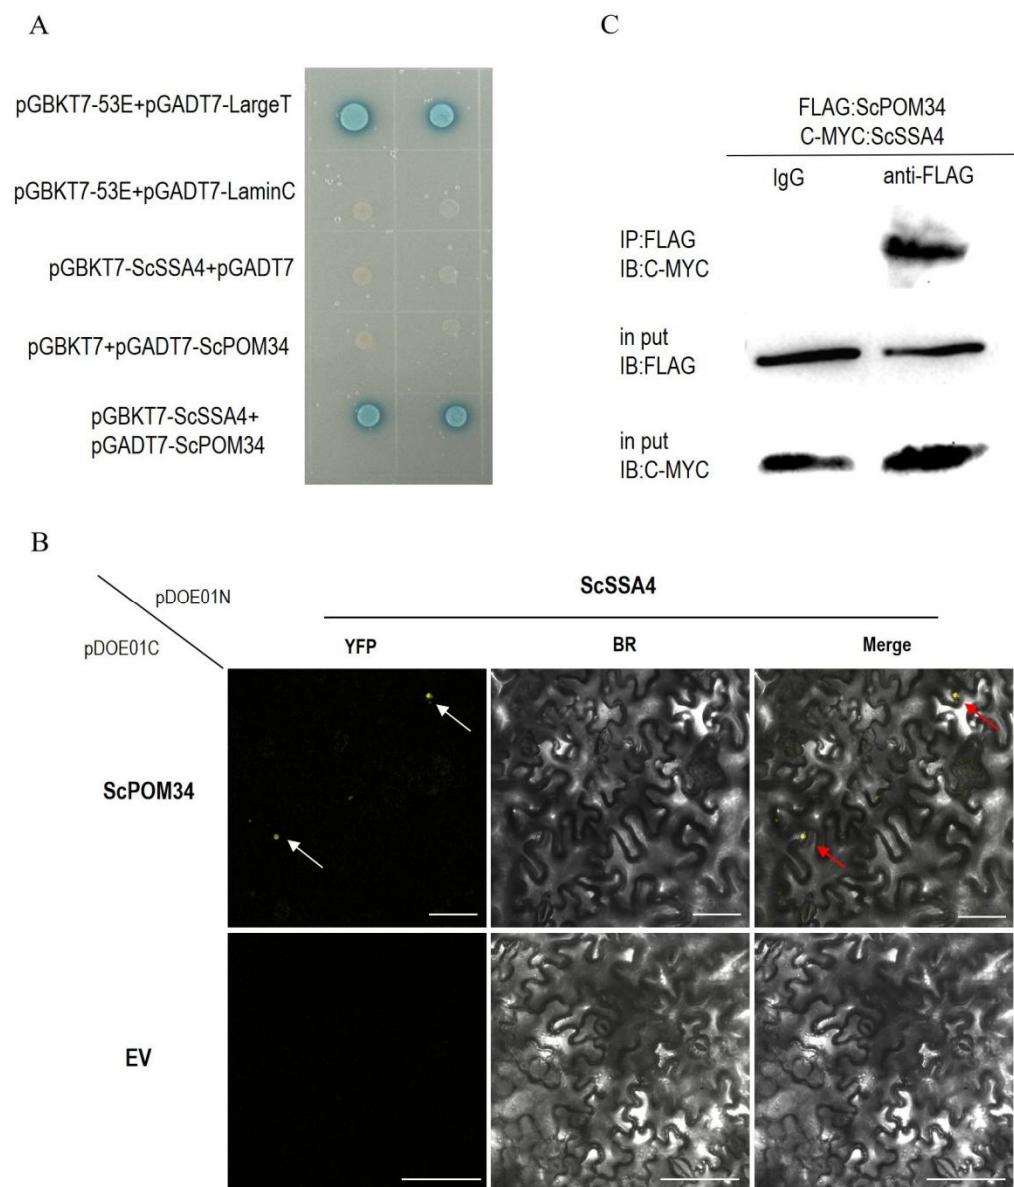 A
pGBKT7-53E+pGADT7-LargeT
pGBKT7-53E+pGADT7-LaminC
pGBKT7-ScSSA4+pGADT7
pGBKT7+pGADT7-ScPOM34
pGBKT7-ScSSA4+
pGADT7-ScPOM34
C
FLAG:ScPOM34
C-MYC:ScSSA4
IgG anti-FLAG
IP:FLAG
IB:C-MYC
in put
IB:FLAG
in put
IB:C-MYC
B
pDOE01N
pDOE01C
ScSSA4
YFP BR Merge
ScPOM34
EV